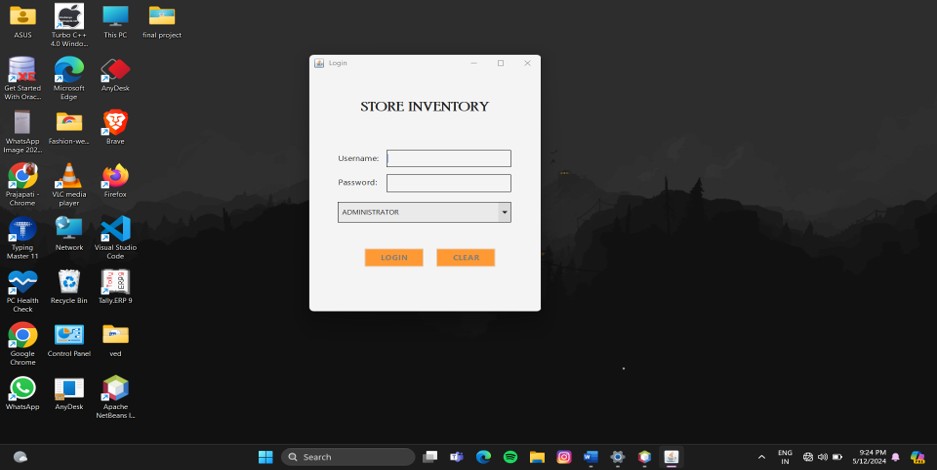 ASUS
Turbo C++
4.0 Windo...
This PC
final project
Get Started
With Orac...
Microsoft
Edge
AnyDesk
WhatsApp
Image 202...
Fashion-we...
Brave
Prajapati -
Chrome
VLC media
player
Firefox
Typing
Master 11
Network
Visual Studio
Code
PC Health
Check
Recycle Bin
Tally.ERP 9
Google
Chrome
Control Panel
ved
WhatsApp
AnyDesk
Apache
NetBeans I...
Login
STORE INVENTORY
Username:
Password:
ADMINISTRATOR
LOGIN
CLEAR
Search
ENG
IN
9:24 PM
5/12/2024